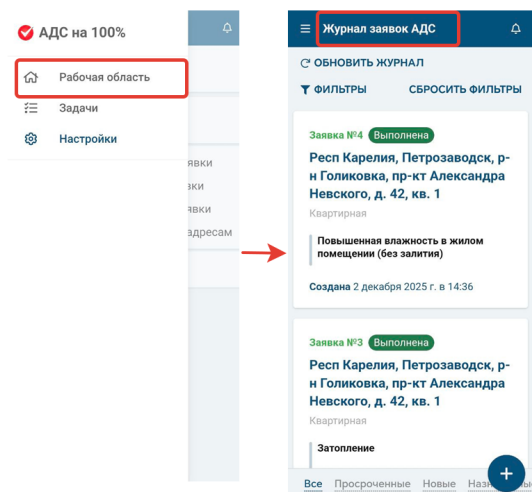 АДС на 100%
Рабочая область
Задачи
Настройки
явки
вки
явки
адресам
Журнал заявок АДС
ОБНОВИТЬ ЖУРНАЛ
ФИЛЬТРЫ
СБРОСИТЬ ФИЛЬТРЫ
Заявка №4 Выполнена
Респ Карелия, Петрозаводск, р-
н Голиковка, пр-кт Александра
Невского, д. 42, кв. 1
Квартирная
Повышенная влажность в жилом
помещении (без залития)
Создана 2 декабря 2025 г. в 14:36
Заявка №3 Выполнена
Респ Карелия, Петрозаводск, р-
н Голиковка, пр-кт Александра
Невского, д. 42, кв. 1
Квартирная
Затопление
Все Просроченные Новые Назн